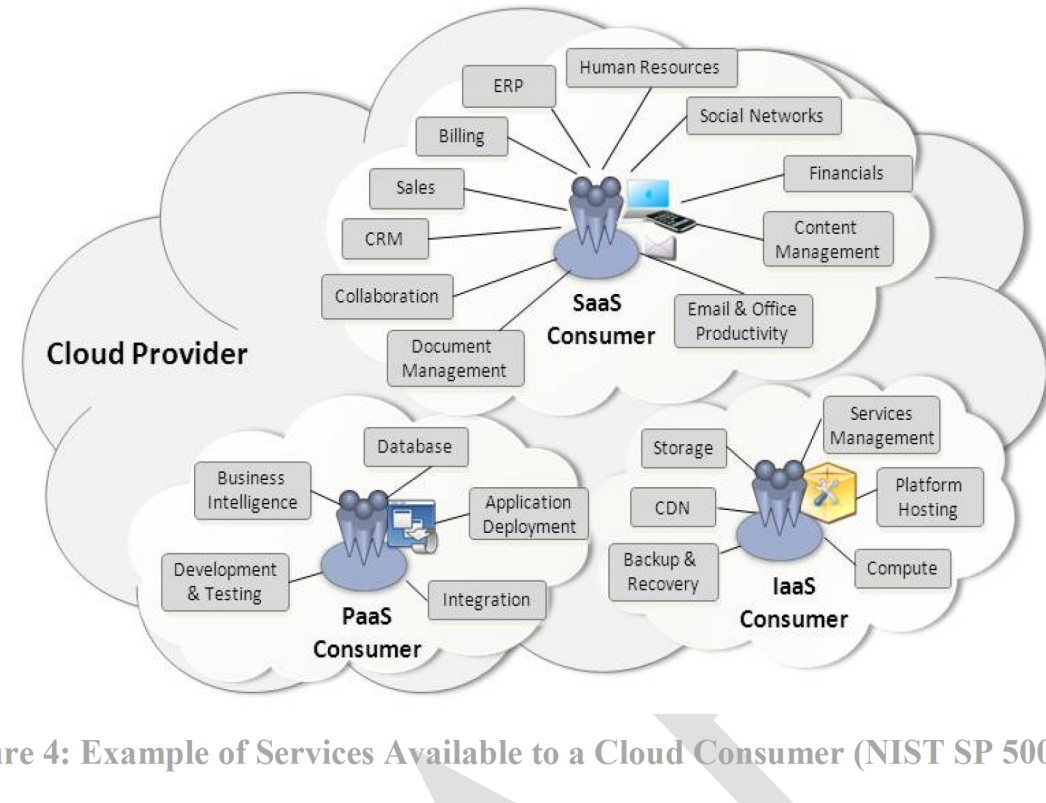 Human Resources
ERP
Social Networks
Billing
Financials
Sales
Content
Management
CRM
Collaboration
SaaS
Consumer
Email & Office
Productivity
Document
Management
Cloud Provider
Database
Business
Intelligence
Application
Deployment
Development
& Testing
Integration
PaaS
Consumer
Services
Management
Storage
Platform
Hosting
CDN
Backup &
Recovery
Compute
IaaS
Consumer
4: Example of Services Available to a Cloud Consumer (NIST SP